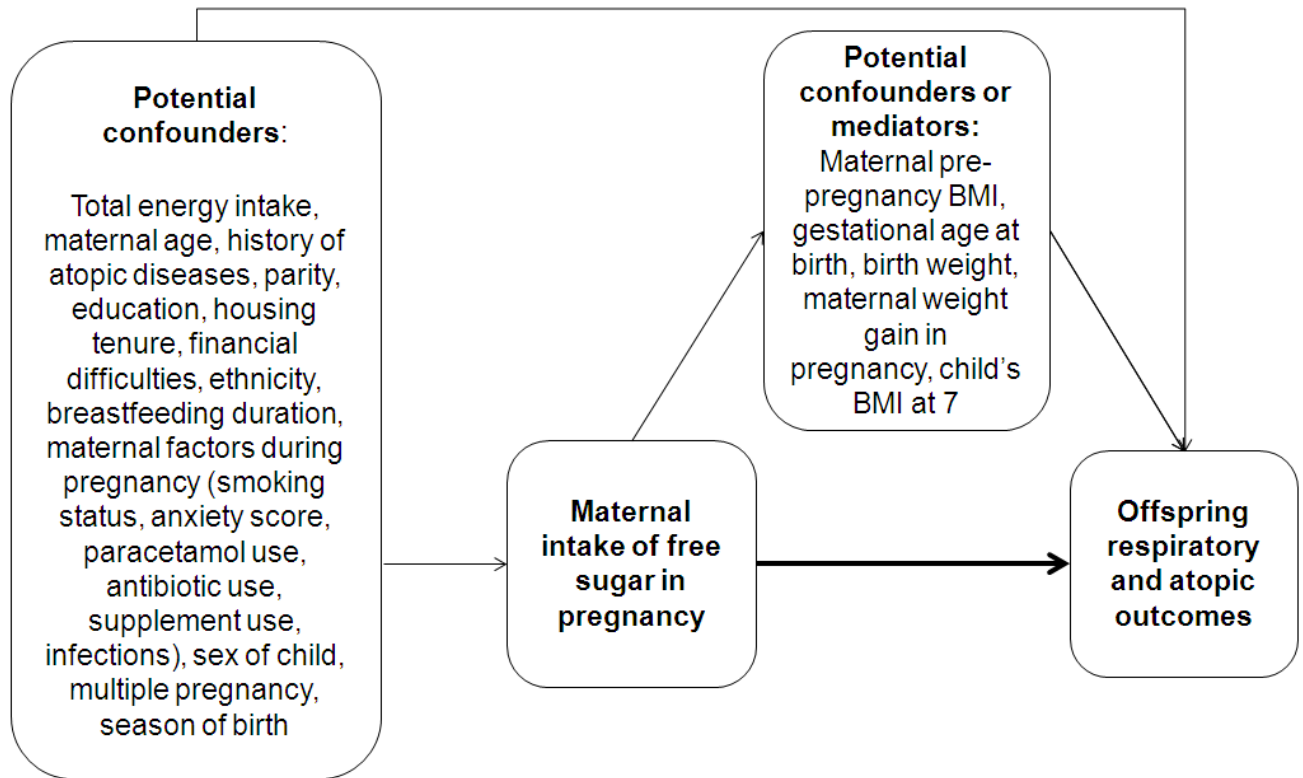 Potential
confounders:
Total energy intake,
maternal age, history of
atopic diseases, parity,
education, housing
tenure, financial
difficulties, ethnicity,
breastfeeding duration,
maternal factors during
pregnancy (smoking
status, anxiety score,
paracetamol use,
antibiotic use,
supplement use,
infections), sex of child,
multiple pregnancy,
season of birth
Maternal
intake of free
sugar in
pregnancy
Potential
confounders or
mediators:
Maternal pre-
pregnancy BMI,
gestational age at
birth, birth weight,
maternal weight
gain in
pregnancy, child's
BMI at 7
Offspring
respiratory
and atopic
outcomes